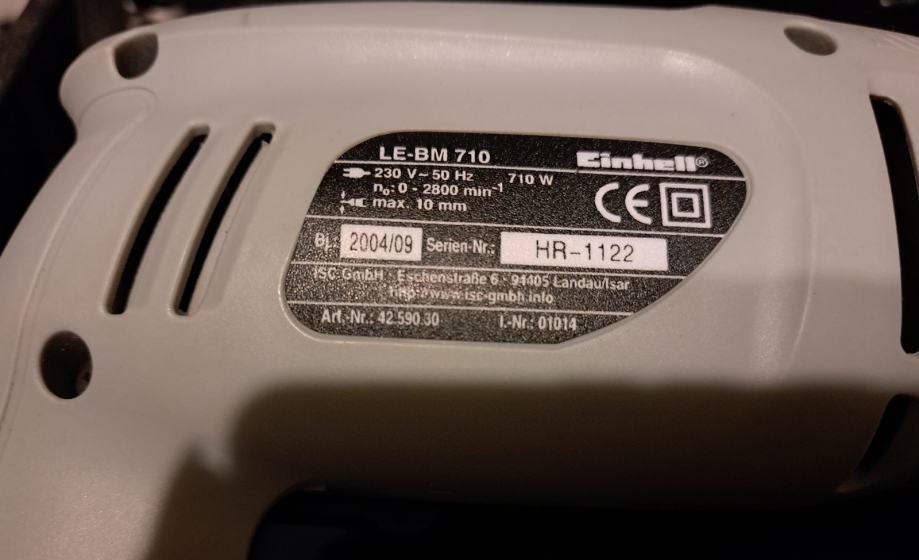 LE-BM 710 Einhell®
230 V ~ 50 Hz 710 W
n₀: 0 - 2800 min⁻¹
max. 10 mm
CE
Bj.: 2004/09 Serien-Nr.: HR-1122
ISC GmbH · Eschenstraße 6 · 94405 Landau/Isar
http://www.isc-gmbh.info
Art.-Nr.: 42.590.30 I.-Nr.: 01014